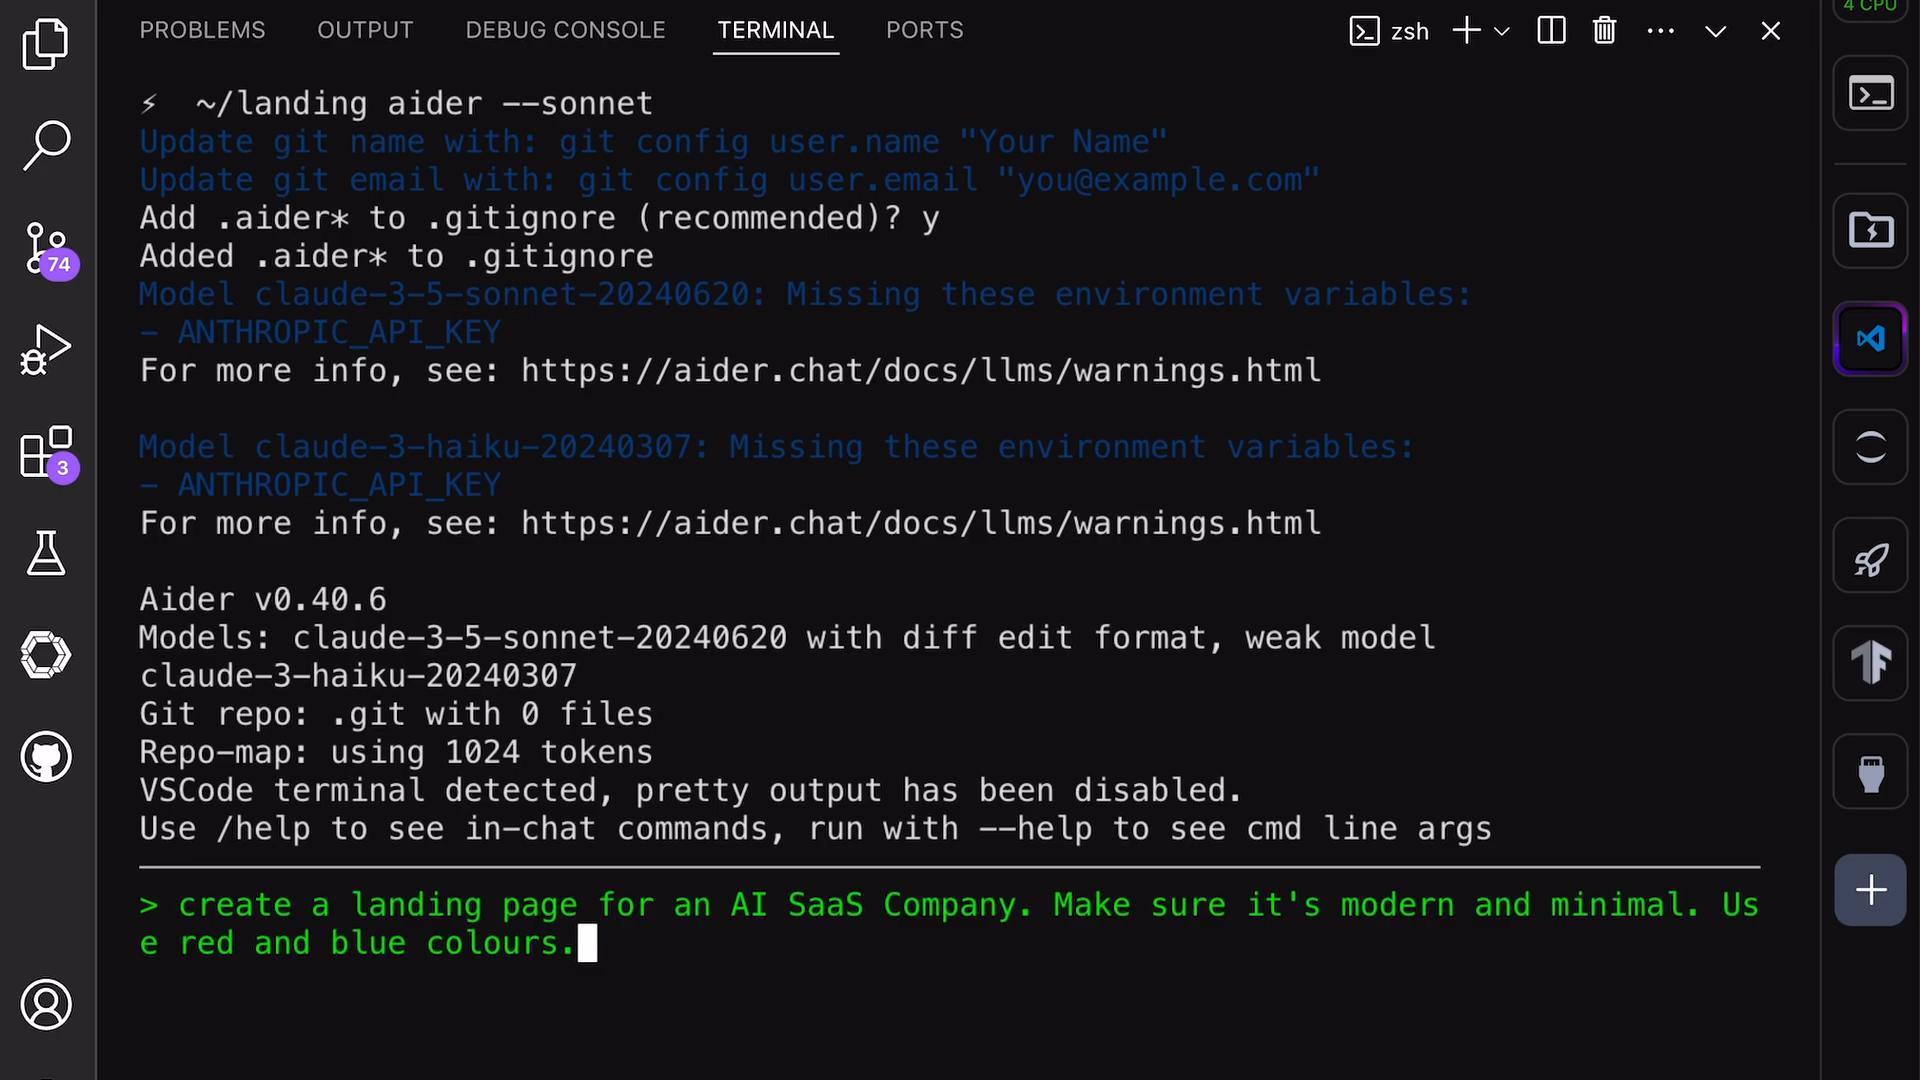 4 CPU
PROBLEMS OUTPUT DEBUG CONSOLE TERMINAL PORTS zsh
~/landing aider --sonnet
Update git name with: git config user.name "Your Name"
Update git email with: git config user.email "you@example.com"
Add .aider* to .gitignore (recommended)? y
Added .aider* to .gitignore
Model claude-3-5-sonnet-20240620: Missing these environment variables:
- ANTHROPIC_API_KEY
For more info, see: https://aider.chat/docs/llms/warnings.html
Model claude-3-haiku-20240307: Missing these environment variables:
- ANTHROPIC_API_KEY
For more info, see: https://aider.chat/docs/llms/warnings.html
Aider v0.40.6
Models: claude-3-5-sonnet-20240620 with diff edit format, weak model
claude-3-haiku-20240307
Git repo: .git with 0 files
Repo-map: using 1024 tokens
VSCode terminal detected, pretty output has been disabled.
Use /help to see in-chat commands, run with --help to see cmd line args
> create a landing page for an AI SaaS Company. Make sure it's modern and minimal. Us
e red and blue colours.
74
3